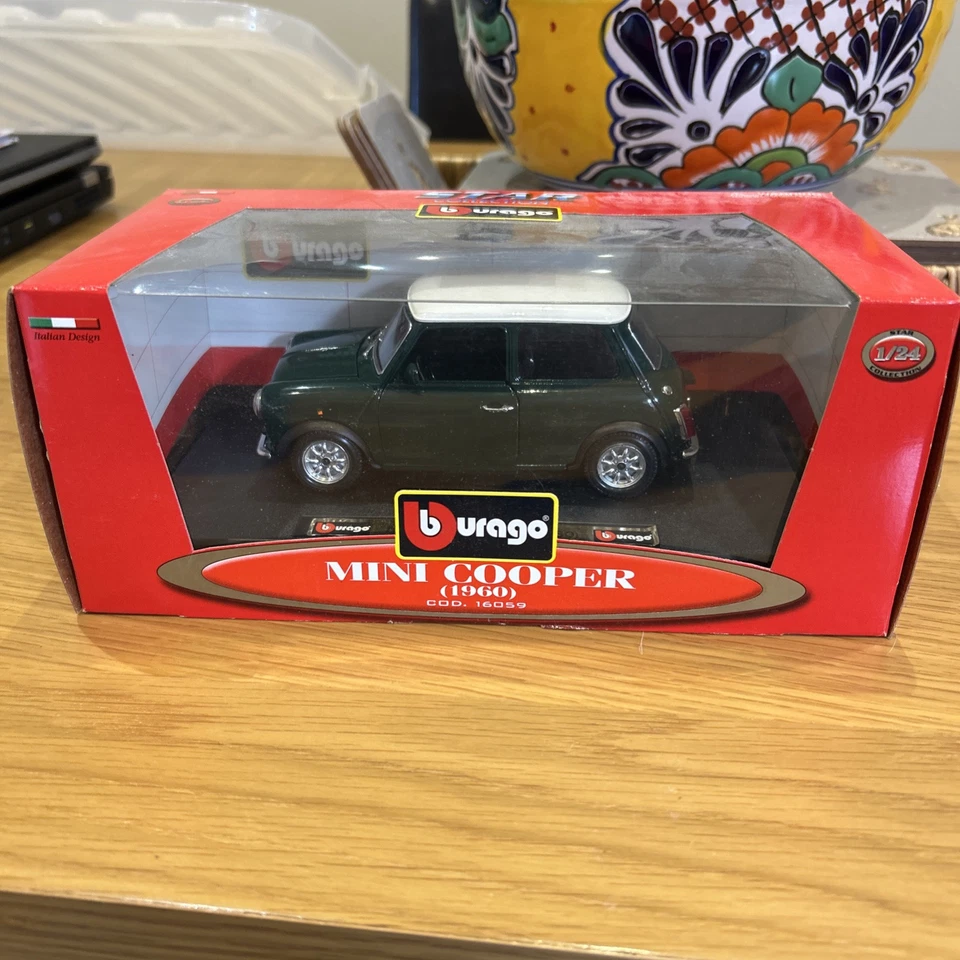 STAR
burago
burago
Italian Design
STAR
1/24
COLLECTION
burago
burago
burago®
MINI COOPER
(1960)
COD. 16059